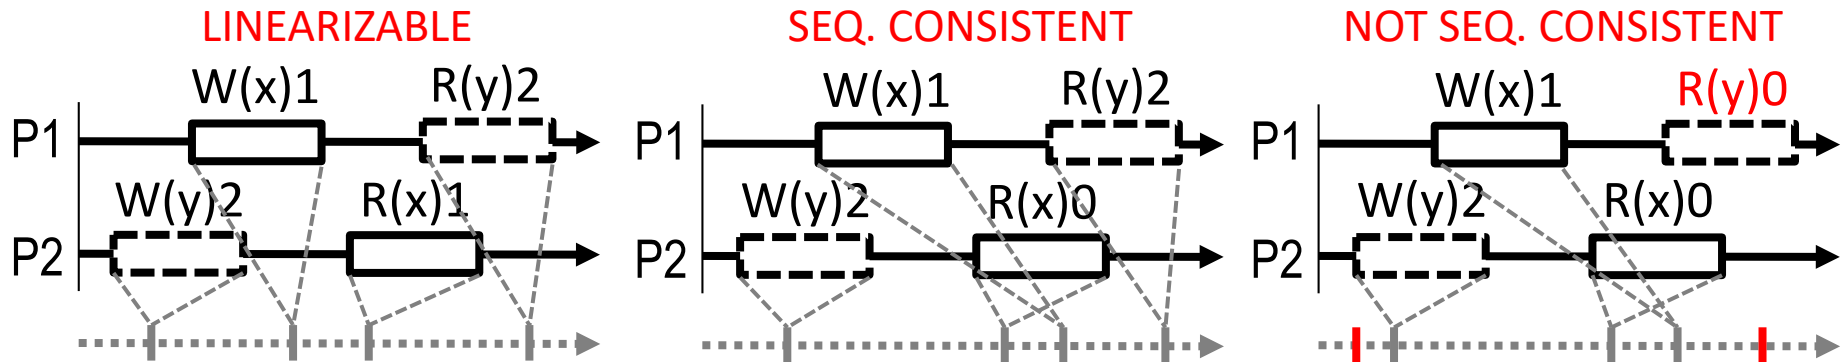 LINEARIZABLE
W(x)1 R(y)2
P1
W(y)2 R(x)1
P2
SEQ. CONSISTENT
W(x)1 R(y)2
P1
W(y)2 R(x)0
P2
NOT SEQ. CONSISTENT
W(x)1 R(y)0
P1
W(y)2 R(x)0
P2